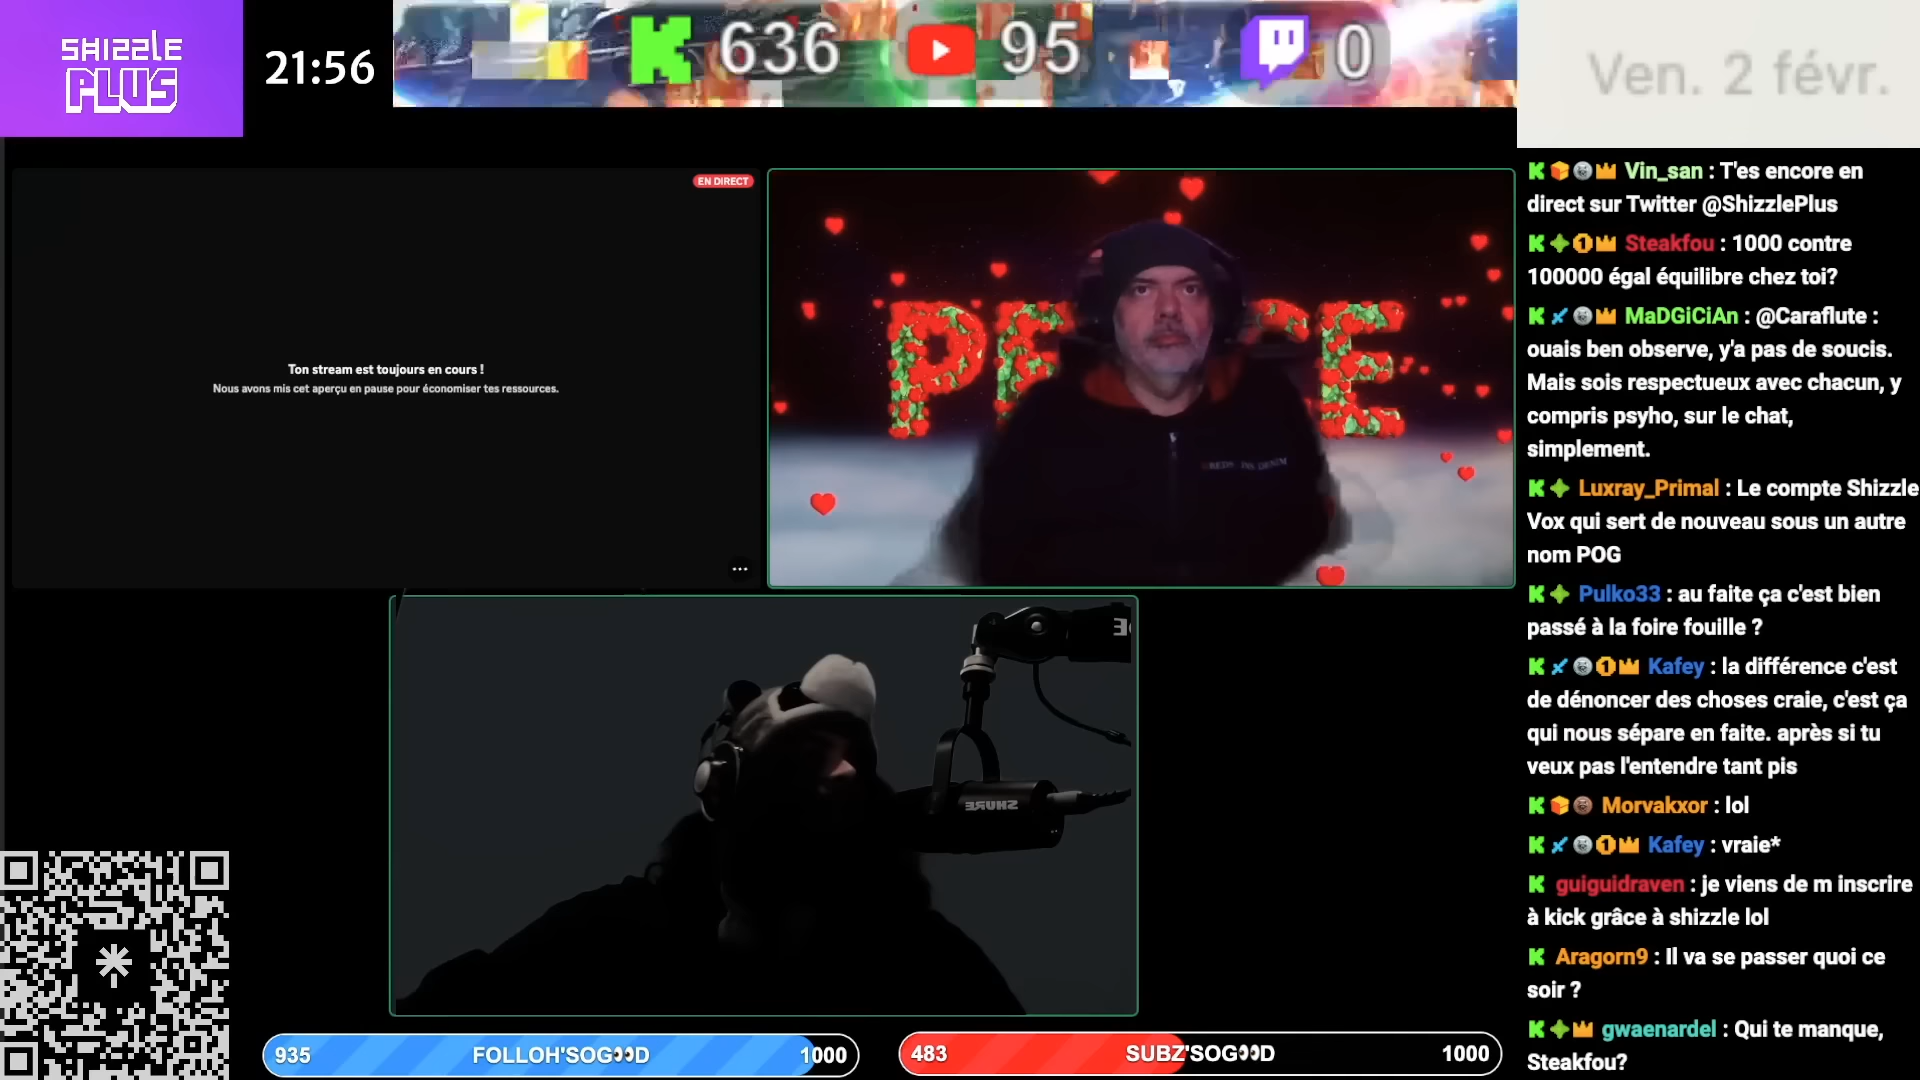 SHIZZLE
PLUS
21:56
636
95
0
Ven. 2 févr.
EN DIRECT
Ton stream est toujours en cours !
Nous avons mis cet aperçu en pause pour économiser tes ressources.
SHURE
Vin_san : T'es encore en
direct sur Twitter @ShizzlePlus
Steakfou : 1000 contre
100000 égal équilibre chez toi?
MaDGiCiAn : @Caraflute :
ouais ben observe, y'a pas de soucis.
Mais sois respectueux avec chacun, y
compris psyho, sur le chat,
simplement.
Luxray_Primal : Le compte Shizzle
Vox qui sert de nouveau sous un autre
nom POG
Pulko33 : au faite ça c'est bien
passé à la foire fouille ?
Kafey : la différence c'est
de dénoncer des choses craie, c'est ça
qui nous sépare en faite. après si tu
veux pas l'entendre tant pis
Morvakxor : lol
Kafey : vraie*
guiguidraven : je viens de m inscrire
à kick grâce à shizzle lol
Aragorn9 : Il va se passer quoi ce
soir ?
gwaenardel : Qui te manque,
Steakfou?
935 FOLLOH'SOG👀D 1000
483 SUBZ'SOG👀D 1000